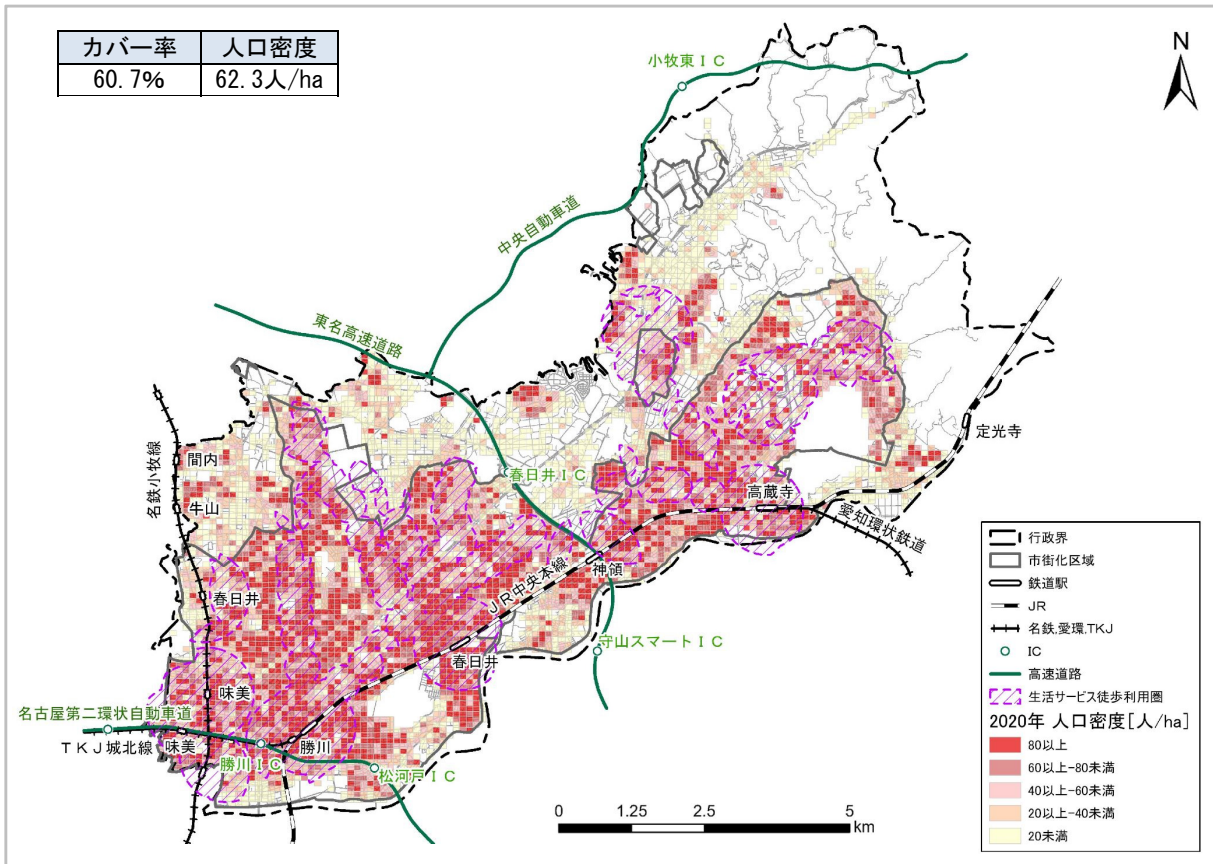 カバー率 人口密度
60.7% 62.3人/ha
N
小牧東ＩＣ
中央自動車道
東名高速道路
名鉄小牧線
間内
牛山
春日井ＩＣ
定光寺
高蔵寺
愛知環状鉄道
ＪＲ中央本線
神領
春日井
守山スマートＩＣ
春日井
味美
名古屋第二環状自動車道
ＴＫＪ城北線
味美
勝川
勝川ＩＣ
松河戸ＩＣ
0 1.25 2.5 5
km
行政界
市街化区域
鉄道駅
JR
名鉄,愛環,TKJ
IC
高速道路
生活サービス徒歩利用圏
2020年 人口密度[人/ha]
80以上
60以上-80未満
40以上-60未満
20以上-40未満
20未満